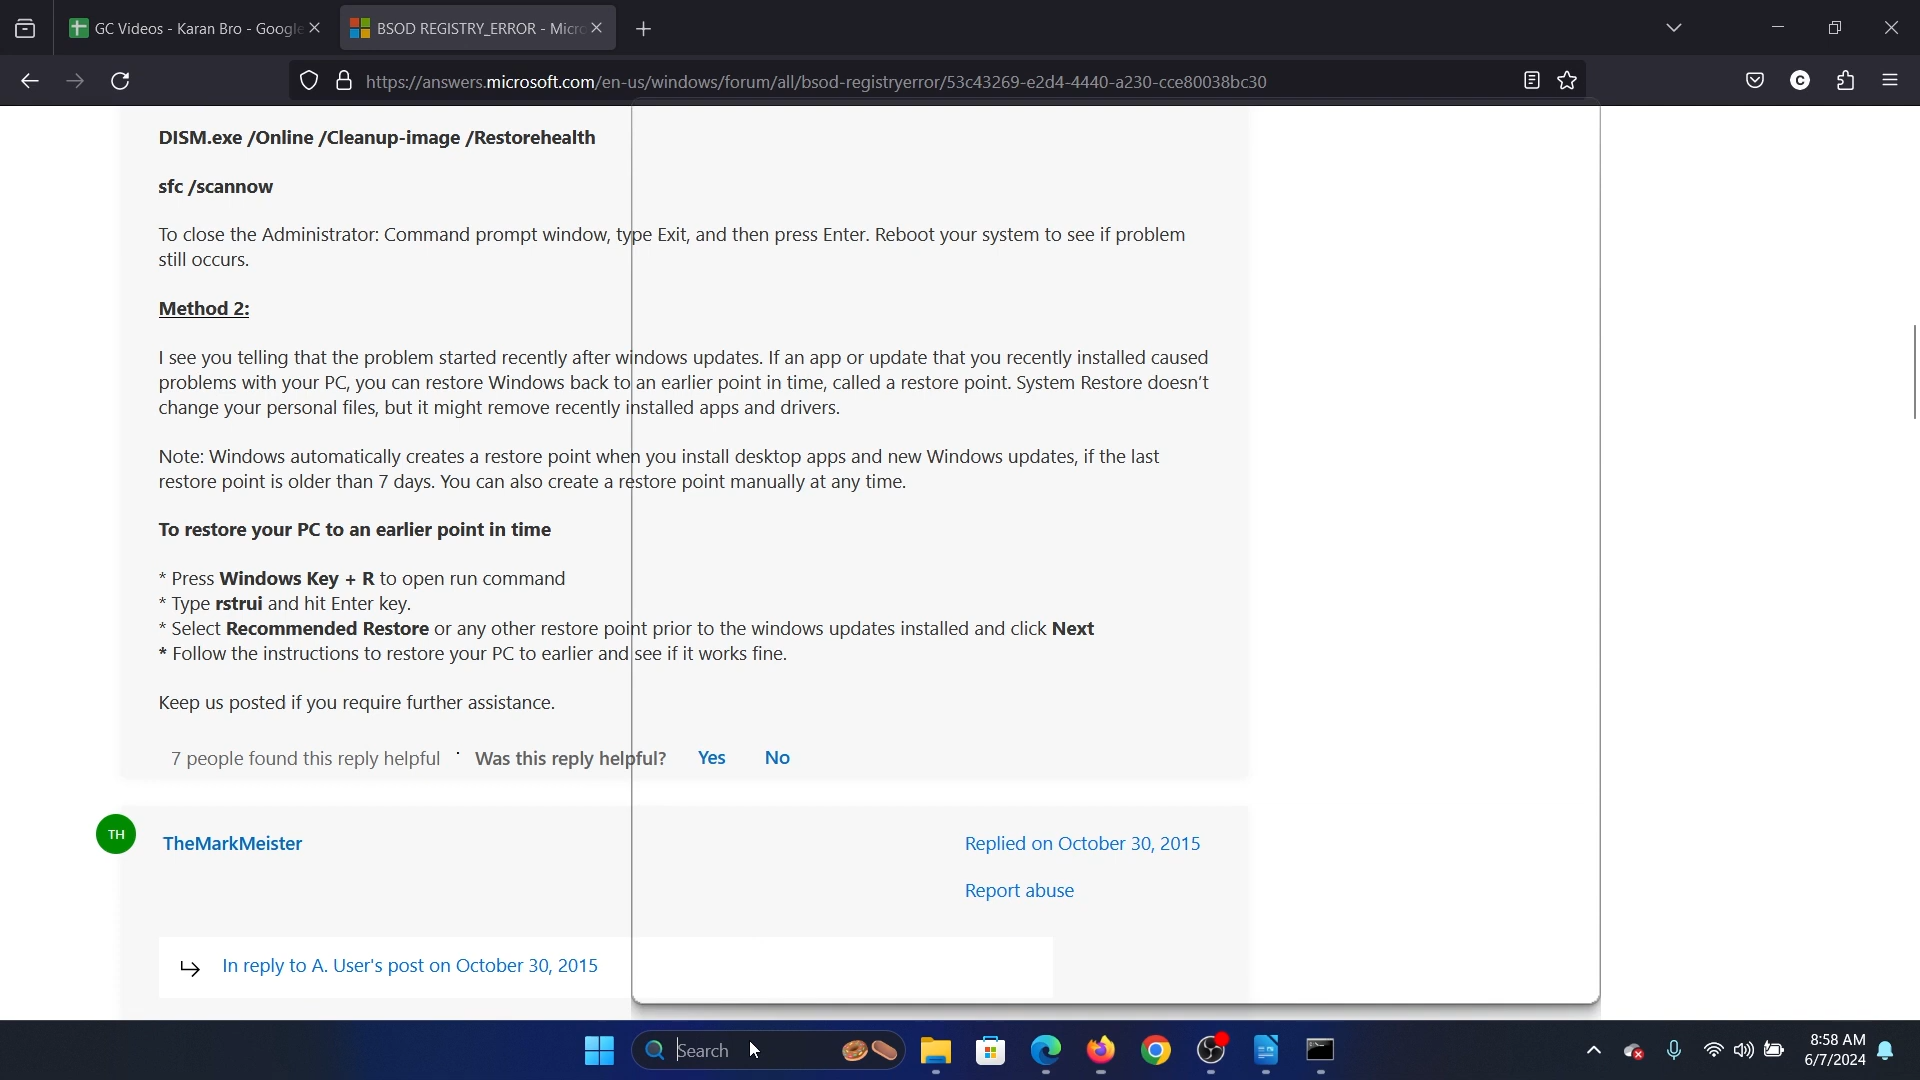 GC Videos - Karan Bro - Google
BSOD REGISTRY_ERROR - Micro
https://answers.microsoft.com/en-us/windows/forum/all/bsod-registryerror/53c43269-e2d4-4440-a230-cce80038bc30
C
DISM.exe /Online /Cleanup-image /Restorehealth
sfc /scannow
To close the Administrator: Command prompt window, type Exit, and then press Enter. Reboot your system to see if problem
still occurs.
Method 2:
I see you telling that the problem started recently after windows updates. If an app or update that you recently installed caused
problems with your PC, you can restore Windows back to an earlier point in time, called a restore point. System Restore doesn't
change your personal files, but it might remove recently installed apps and drivers.
Note: Windows automatically creates a restore point when you install desktop apps and new Windows updates, if the last
restore point is older than 7 days. You can also create a restore point manually at any time.
To restore your PC to an earlier point in time
* Press Windows Key + R to open run command
* Type rstrui and hit Enter key.
* Select Recommended Restore or any other restore point prior to the windows updates installed and click Next
* Follow the instructions to restore your PC to earlier and see if it works fine.
Keep us posted if you require further assistance.
7 people found this reply helpful · Was this reply helpful? Yes No
TH
TheMarkMeister
Replied on October 30, 2015
Report abuse
In reply to A. User's post on October 30, 2015
Search
8:58 AM
6/7/2024